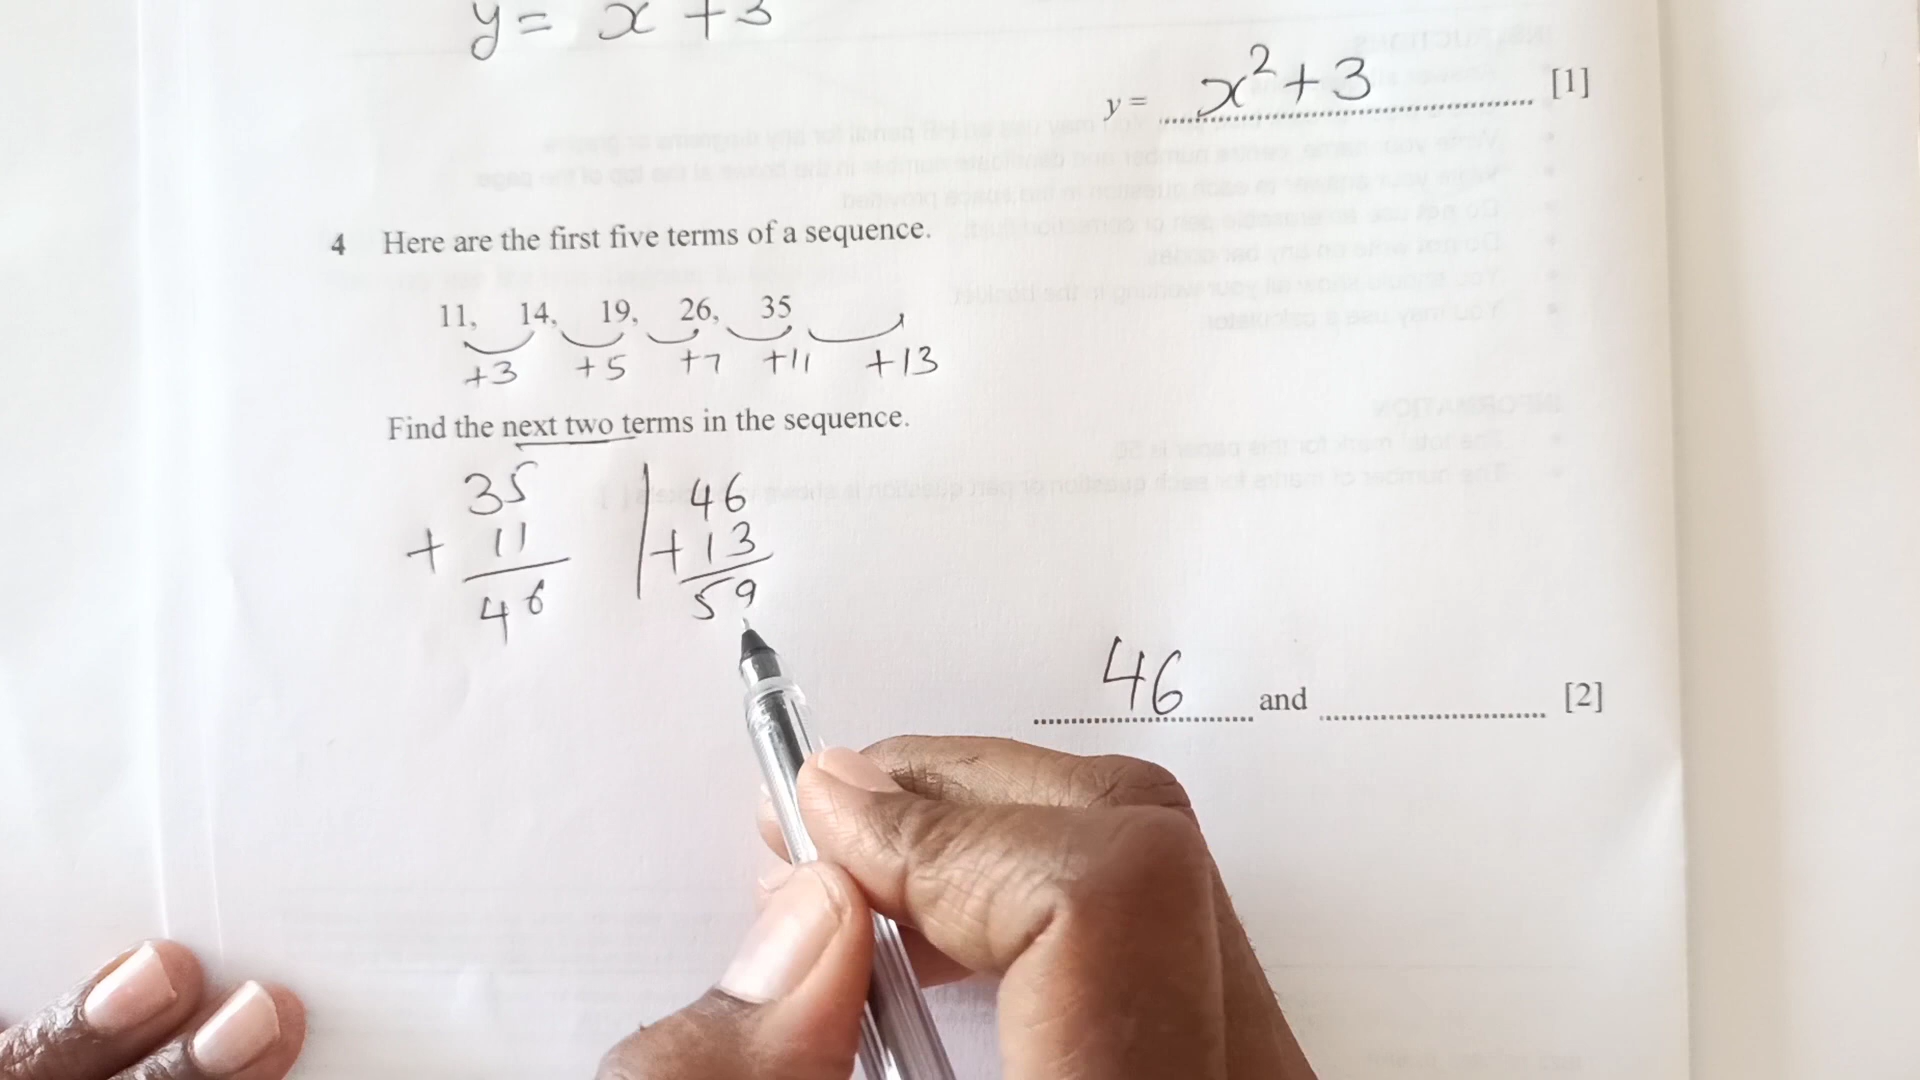 y = x + 3
y = x² + 3 [1]
4 Here are the first five terms of a sequence.
11, 14, 19, 26, 35
+3 +5 +7 +11 +13
Find the next two terms in the sequence.
35 46
+ 11 + 13
46 59
46 and [2]